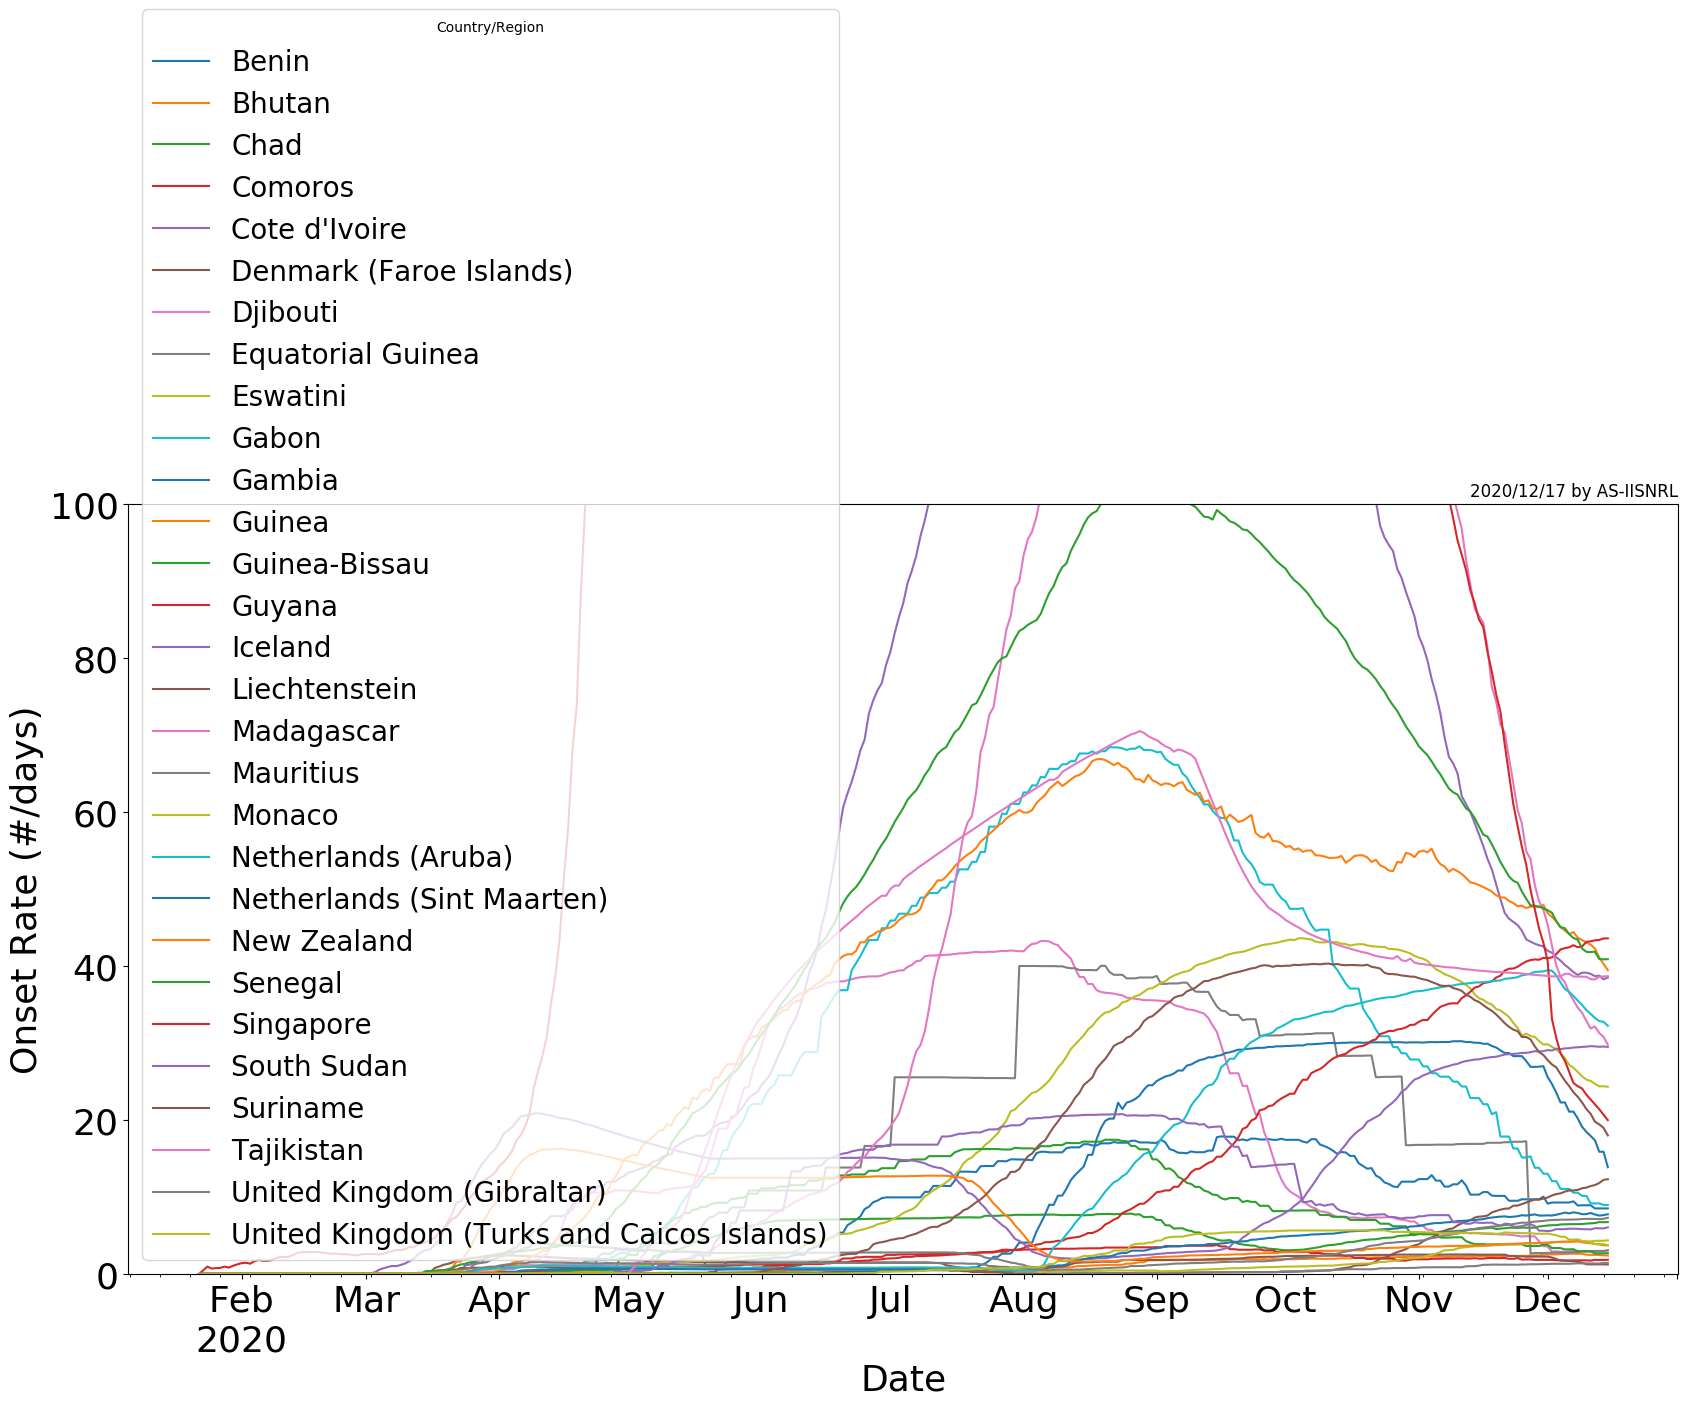 Country/Region
Benin
Bhutan
Chad
Comoros
Cote d'Ivoire
Denmark (Faroe Islands)
Djibouti
Equatorial Guinea
Eswatini
Gabon
Gambia
Guinea
Guinea-Bissau
Guyana
Iceland
Liechtenstein
Madagascar
Mauritius
Monaco
Netherlands (Aruba)
Netherlands (Sint Maarten)
New Zealand
Senegal
Singapore
South Sudan
Suriname
Tajikistan
United Kingdom (Gibraltar)
United Kingdom (Turks and Caicos Islands)
2020/12/17 by AS-IISNRL
Onset Rate (#/days)
100
80
60
40
20
0
Feb Mar Apr May Jun Jul Aug Sep Oct Nov Dec
2020
Date